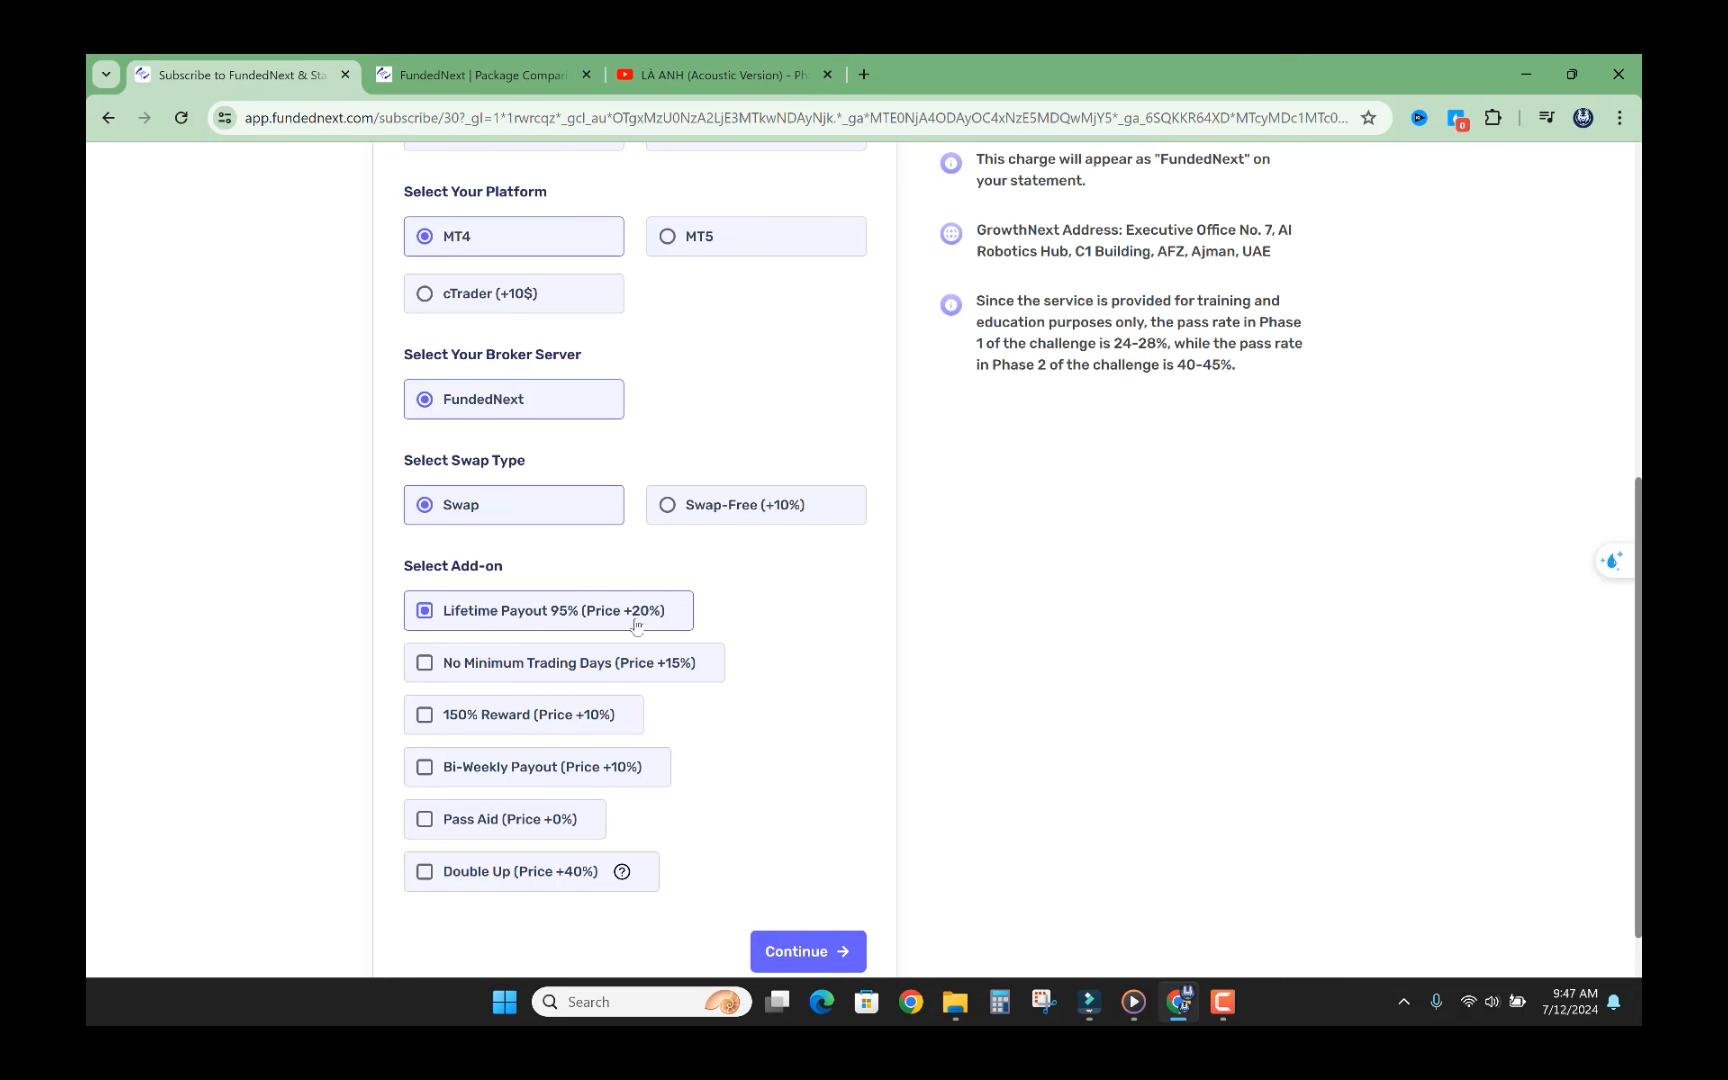 Subscribe to FundedNext & Sta
FundedNext | Package Compari
LÀ ANH (Acoustic Version) - Ph
app.fundednext.com/subscribe/30?_gl=1*1rwrcqz*_gcl_au*OTgxMzU0NzA2LjE3MTkwNDAyNjk.*_ga*MTE0NjA4ODAyOC4xNzE5MDQwMjY5*_ga_6SQKKR64XD*MTcyMDc1MTc0...
0
Select Your Platform
MT4
MT5
cTrader (+10$)
Select Your Broker Server
FundedNext
Select Swap Type
Swap
Swap-Free (+10%)
Select Add-on
Lifetime Payout 95% (Price +20%)
No Minimum Trading Days (Price +15%)
150% Reward (Price +10%)
Bi-Weekly Payout (Price +10%)
Pass Aid (Price +0%)
Double Up (Price +40%)
Continue
This charge will appear as "FundedNext" on
your statement.
GrowthNext Address: Executive Office No. 7, AI
Robotics Hub, C1 Building, AFZ, Ajman, UAE
Since the service is provided for training and
education purposes only, the pass rate in Phase
1 of the challenge is 24-28%, while the pass rate
in Phase 2 of the challenge is 40-45%.
Search
9:47 AM
7/12/2024